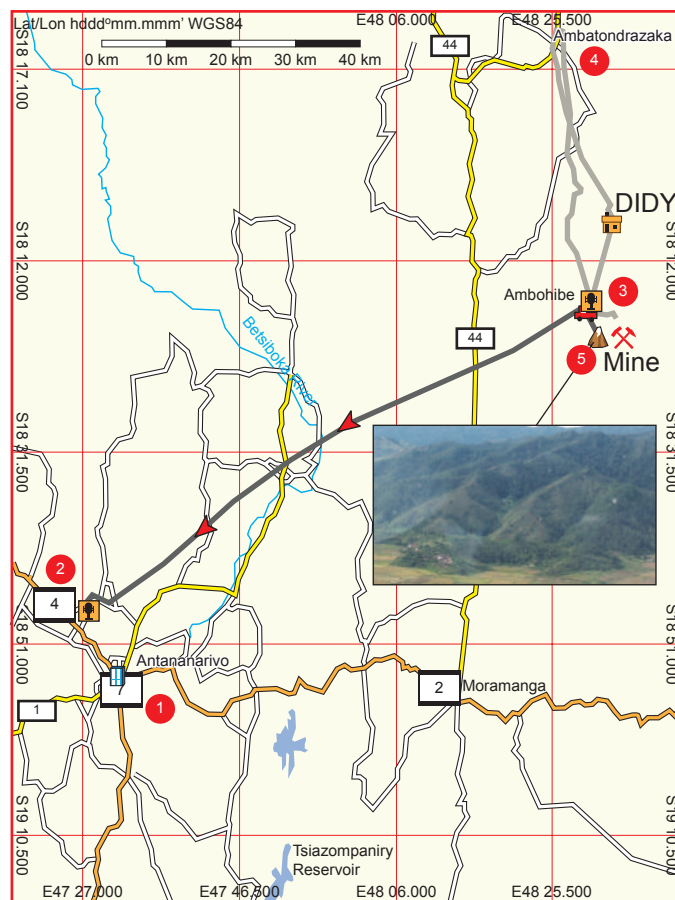 Lat/Lon hdddºmm.mmm’ WGS84
E48 06.000
E48 25.500
0 km
10 km
20 km
30 km
40 km
44
Ambatondrazaka
4
S18 17.100
S18 17.100
DIDY
S18 12.000
S18 12.000
Ambohibe
3
44
5
Mine
Betsiboka River
S18 31.500
S18 31.500
2
4
S18 51.000
S18 51.000
Antananarivo
7
2
Moramanga
1
1
S19 10.500
S19 10.500
Tsiazompaniry
Reservoir
E47 27.000
E47 46.500
E48 06.000
E48 25.500